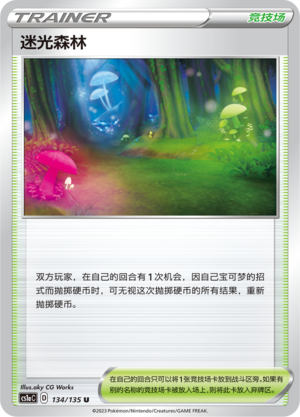 TRAINER 竞技场
迷光森林
双方玩家，在自己的回合有1次机会，因自己宝可梦的招
式而抛掷硬币时，可无视这次抛掷硬币的所有结果，重新
抛掷硬币。
Illus.aky CG Works
CS1aC D 134/135 U
在自己的回合只可以将1张竞技场卡放到战斗区旁。如果有
别的名称的竞技场卡被放入场上，则将此卡放入弃牌区。
©2023 Pokémon/Nintendo/Creatures/GAME FREAK.